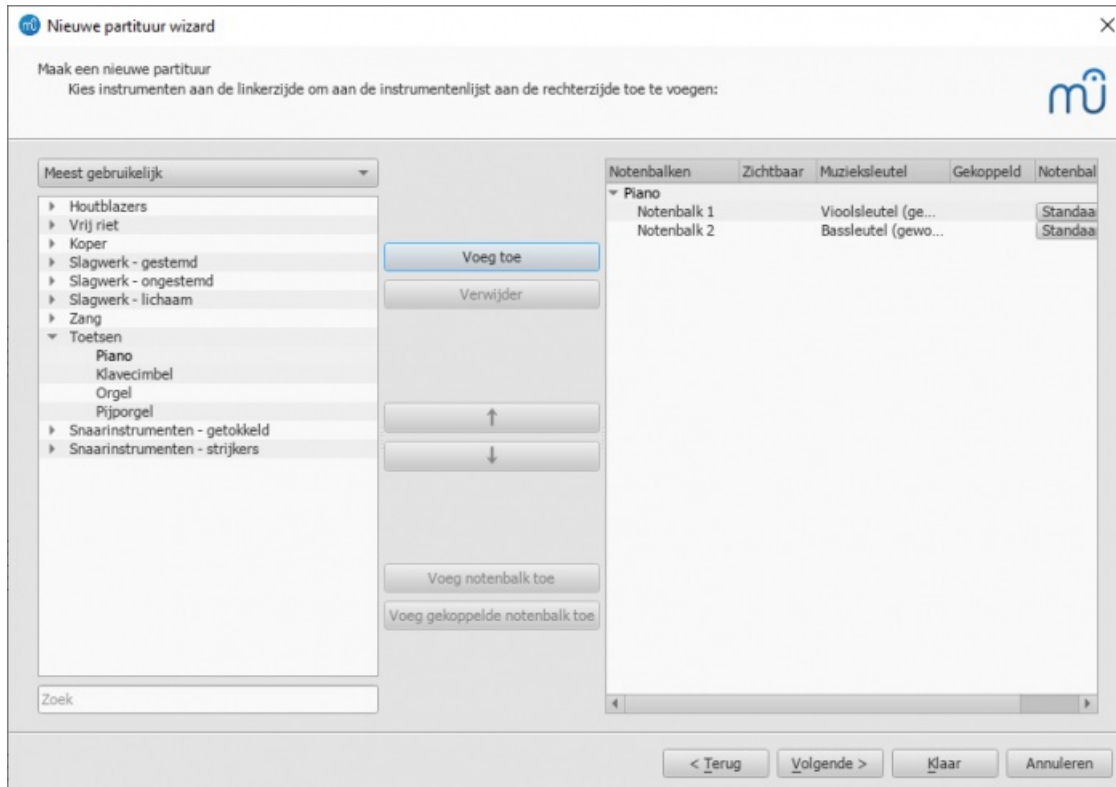 Nieuwe partituur wizard
Maak een nieuwe partituur
Kies instrumenten aan de linkerzijde om aan de instrumentenlijst aan de rechterzijde toe te voegen:
mû
Meest gebruikelijk
Houtblazers
Vrij riet
Koper
Slagwerk - gestemd
Slagwerk - ongestemd
Slagwerk - lichaam
Zang
Toetsen
Piano
Klavecimbel
Orgel
Pijporgel
Snaarinstrumenten - getokkeld
Snaarinstrumenten - strijkers
Zoek
Voeg toe
Verwijder
↑
↓
Voeg notenbalk toe
Voeg gekoppelde notenbalk toe
Notenbalken Zichtbaar Muzieksleutel Gekoppeld Notenbal
Piano
Notenbalk 1 Vioolsleutel (ge... Standaa
Notenbalk 2 Bassleutel (gewo... Standaa
< Terug Volgende > Klaar Annuleren